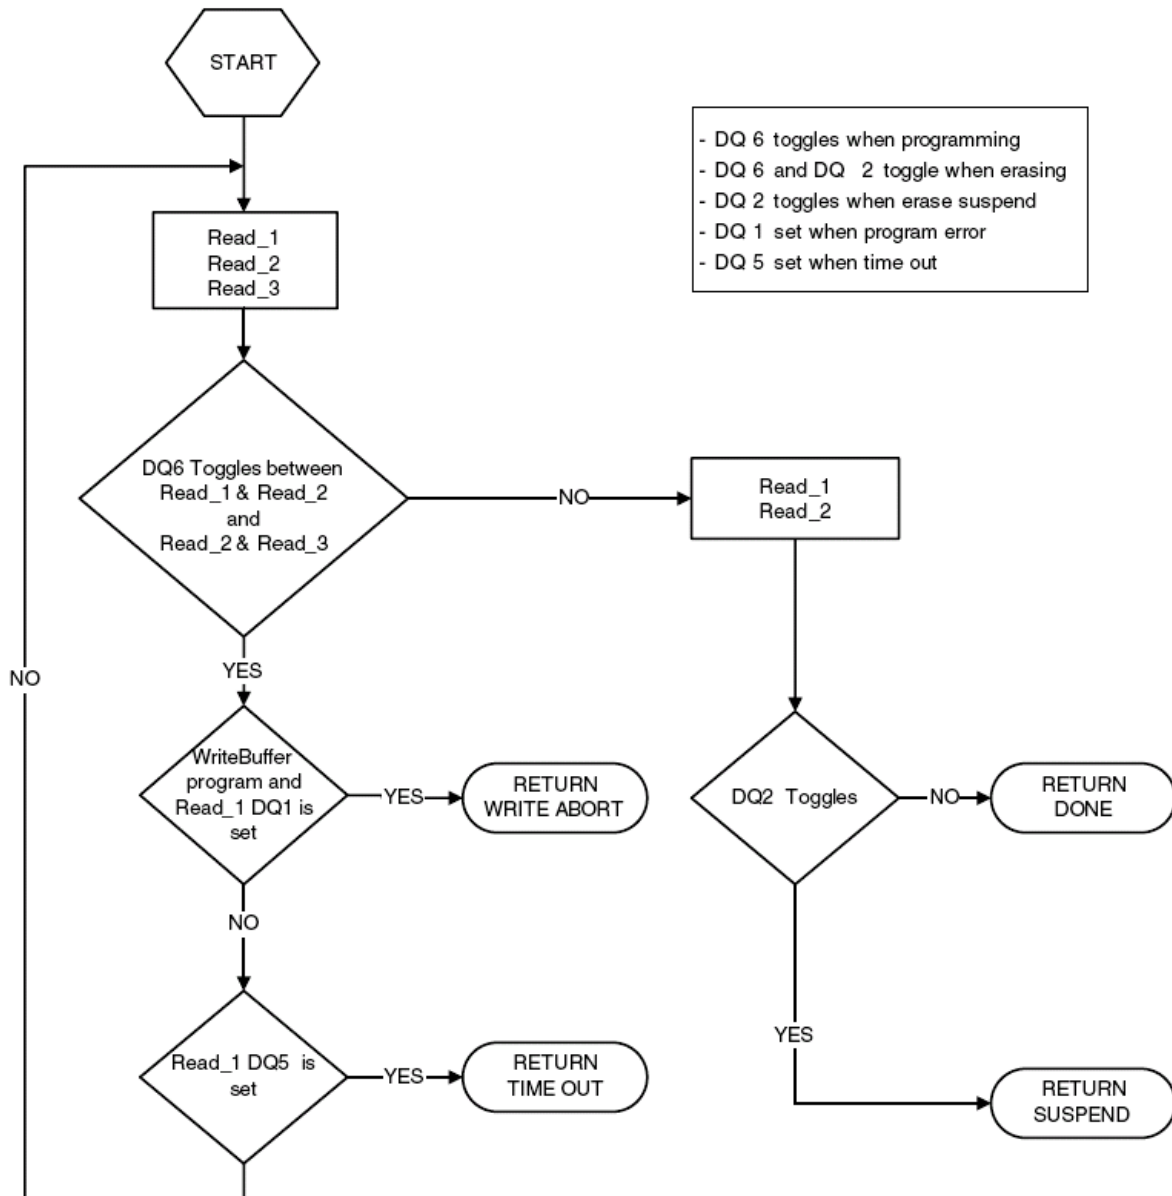 START
- DQ 6 toggles when programming
- DQ 6 and DQ 2 toggle when erasing
- DQ 2 toggles when erase suspend
- DQ 1 set when program error
- DQ 5 set when time out
Read_1
Read_2
Read_3
DQ6 Toggles between
Read_1 & Read_2
and
Read_2 & Read_3
NO
Read_1
Read_2
YES
NO
WriteBuffer
program and
Read_1 DQ1 is
set
YES
RETURN
WRITE ABORT
DQ2 Toggles
NO
RETURN
DONE
NO
YES
Read_1 DQ5 is
set
YES
RETURN
TIME OUT
RETURN
SUSPEND